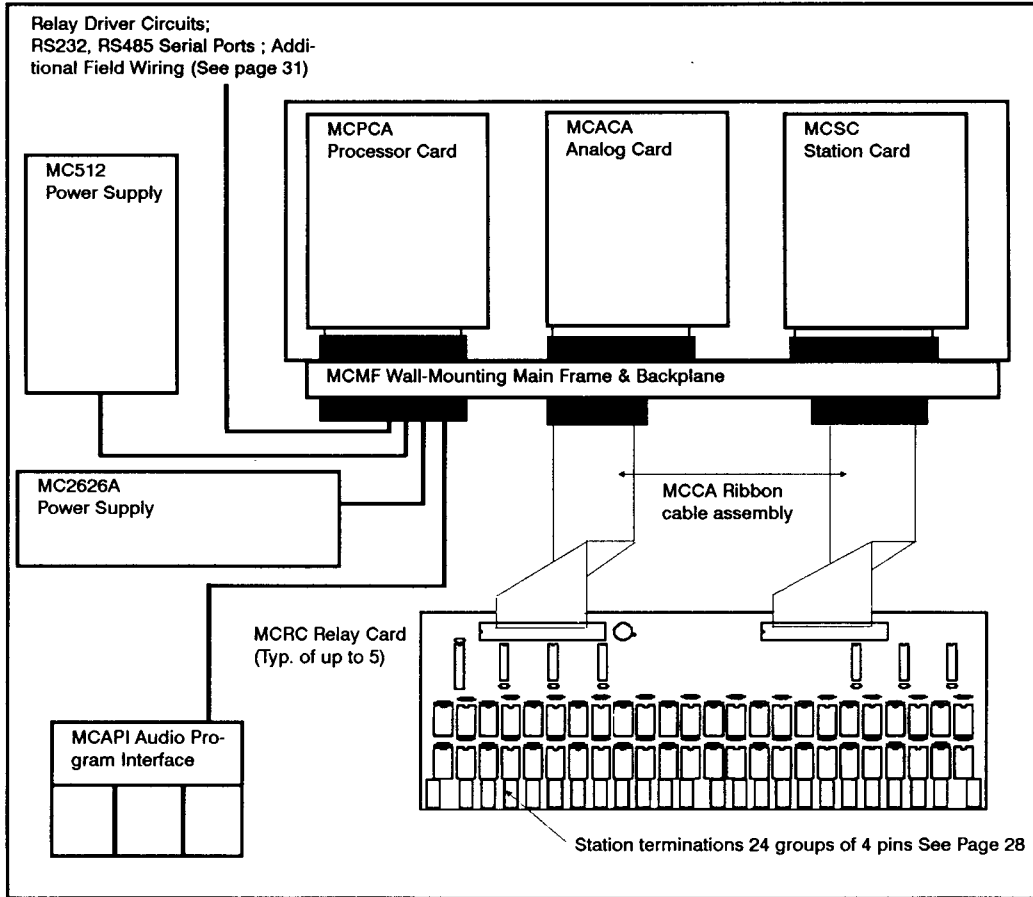 Relay Driver Circuits;
RS232, RS485 Serial Ports ; Addi-
tional Field Wiring (See page 31)
MCPCA
Processor Card
MCACA
Analog Card
MCSC
Station Card
MC512
Power Supply
MCMF Wall-Mounting Main Frame & Backplane
MC2626A
Power Supply
MCCA Ribbon
cable assembly
MCRC Relay Card
(Typ. of up to 5)
MCAPI Audio Pro-
gram Interface
Station terminations 24 groups of 4 pins See Page 28